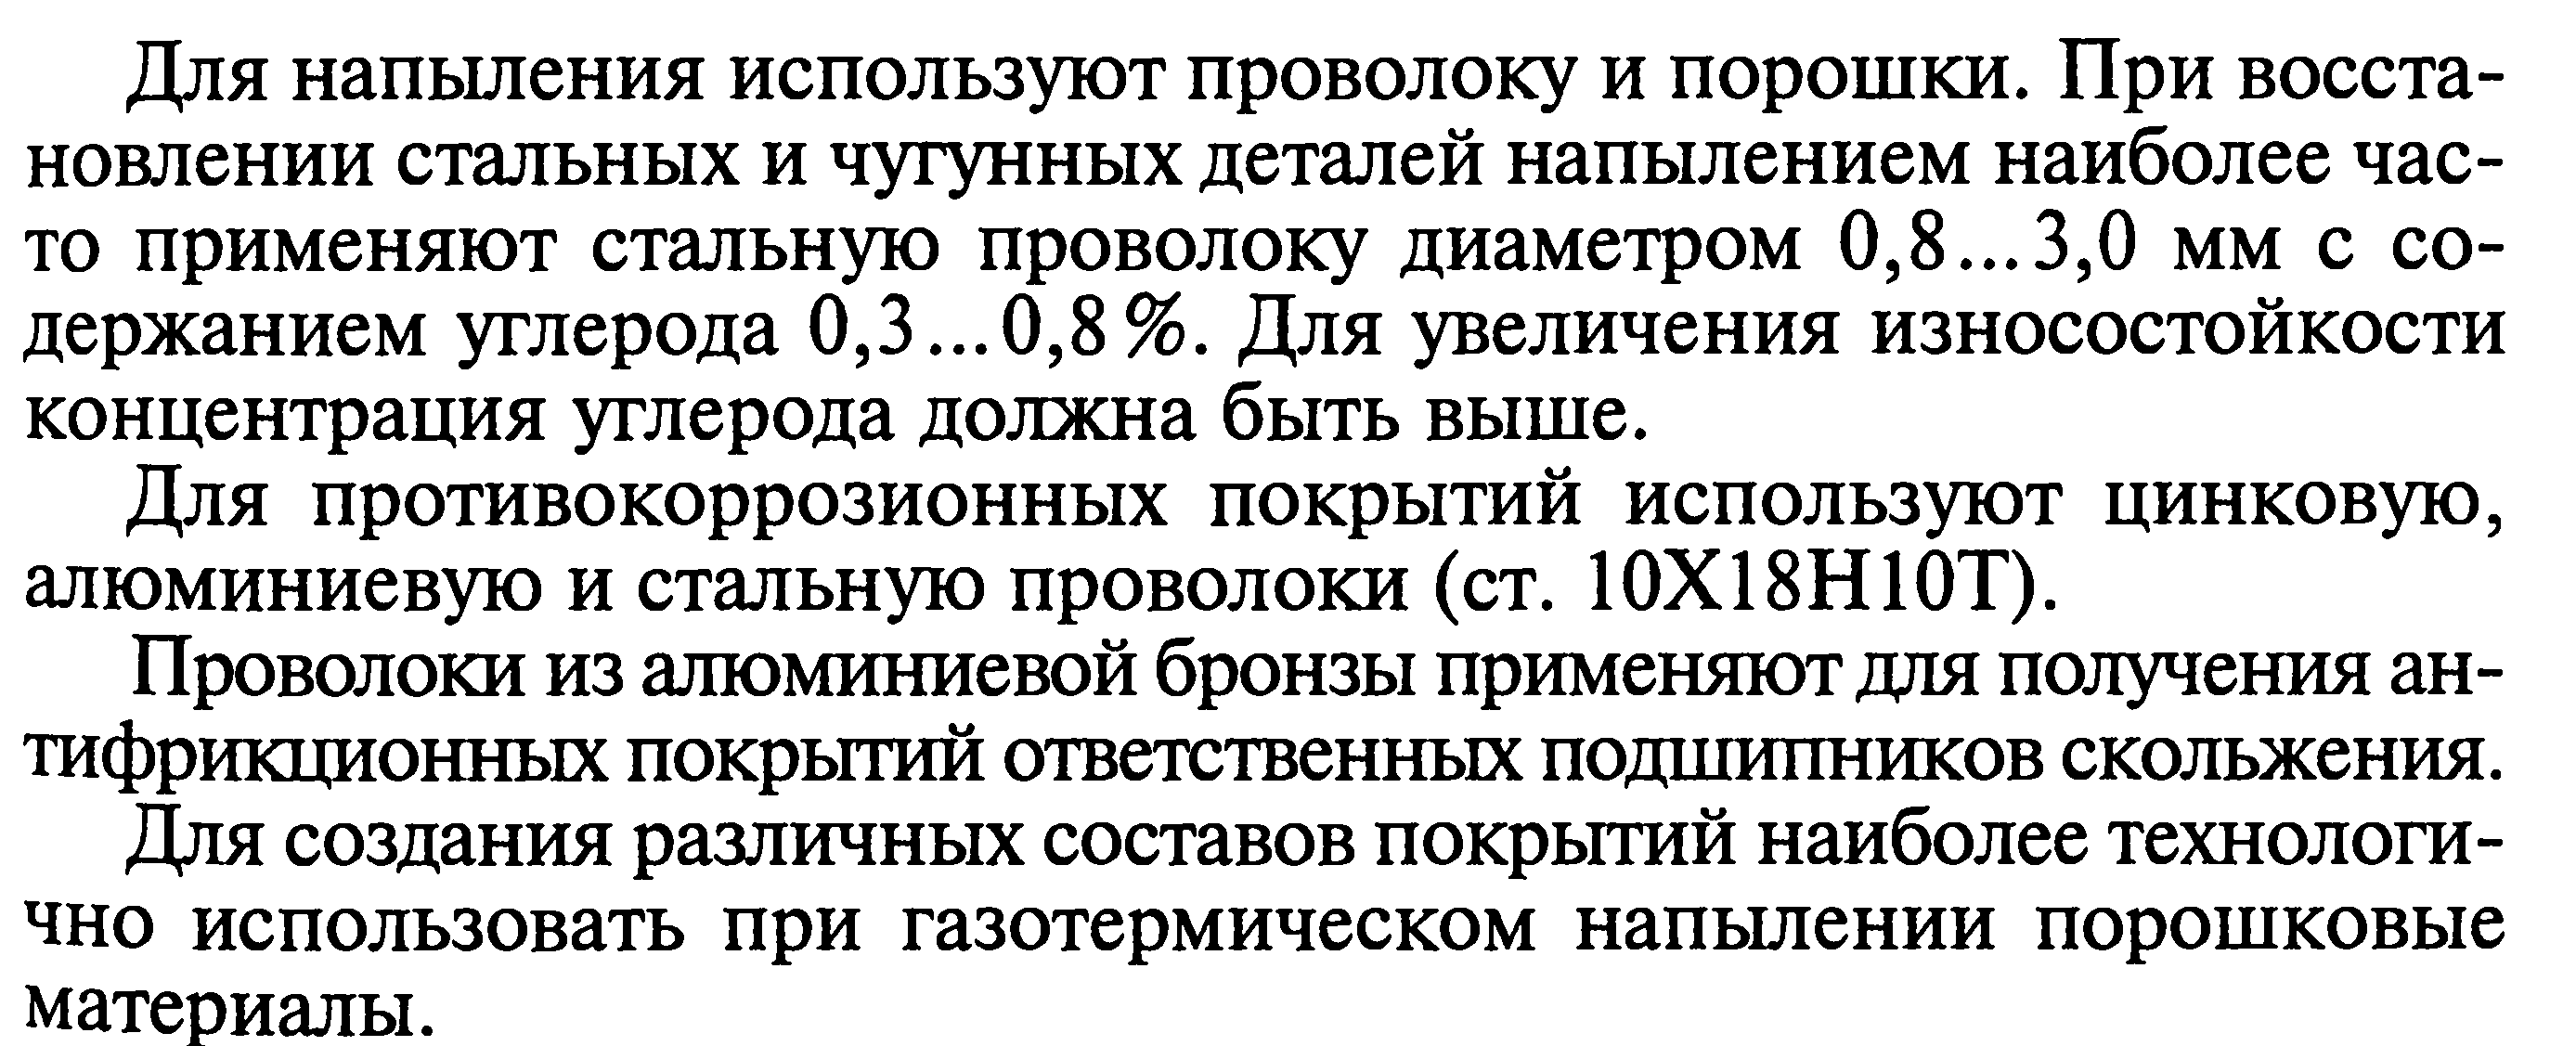 Для напыления используют проволоку и порошки. При восста-
новлении стальных и чугунных деталей напылением наиболее час-
то применяют стальную проволоку диаметром 0,8...3,0 мм с со-
держанием углерода 0,3...0,8%. Для увеличения износостойкости
концентрация углерода должна быть выше.
Для противокоррозионных покрытий используют цинковую,
алюминиевую и стальную проволоки (ст. 10Х18Н10Т).
Проволоки из алюминиевой бронзы применяют для получения ан-
тифрикционных покрытий ответственных подшипников скольжения.
Для создания различных составов покрытий наиболее технологи-
чно использовать при газотермическом напылении порошковые
материалы.